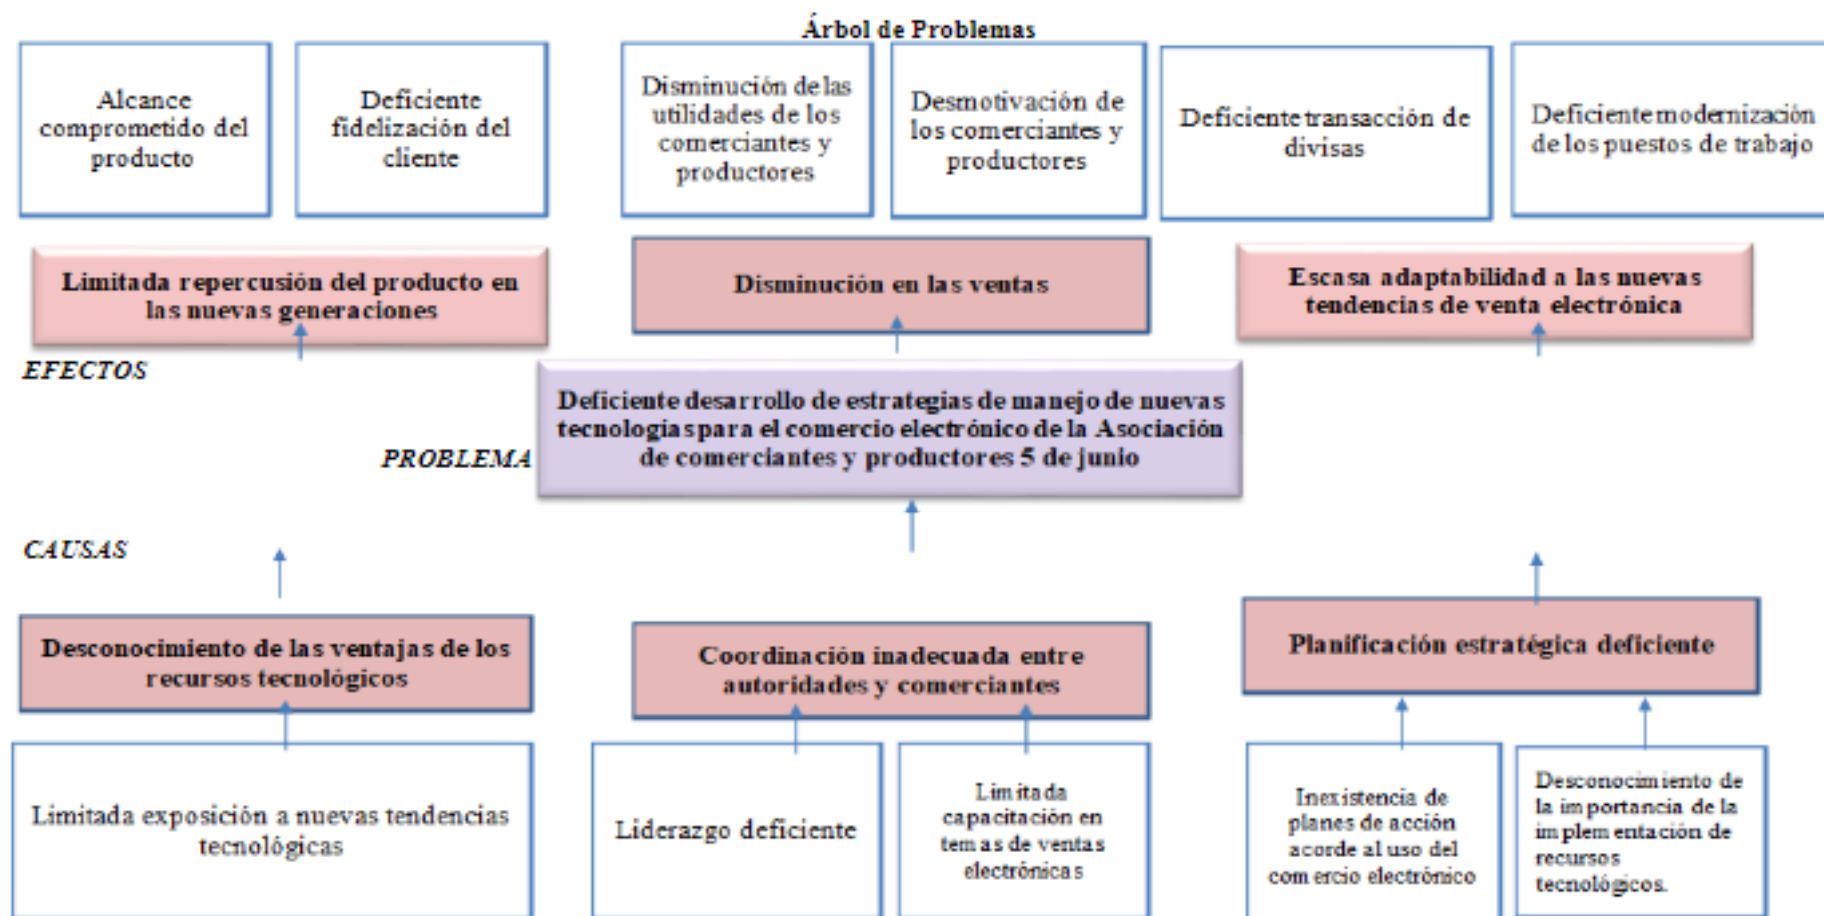 Árbol de Problemas
Alcance
comprometido del
producto
Deficiente
fidelización del
cliente
Disminución de las
utilidades de los
comerciantes y
productores
Desmotivación de
los comerciantes y
productores
Deficiente transacción de
divisas
Deficiente modernización
de los puestos de trabajo
Limitada repercusión del producto en
las nuevas generaciones
Disminución en las ventas
Escasa adaptabilidad a las nuevas
tendencias de venta electrónica
EFECTOS
Deficiente desarrollo de estrategias de manejo de nuevas
tecnologías para el comercio electrónico de la Asociación
de comerciantes y productores 5 de junio
PROBLEMA
CAUSAS
Desconocimiento de las ventajas de los
recursos tecnológicos
Coordinación inadecuada entre
autoridades y comerciantes
Planificación estratégica deficiente
Limitada exposición a nuevas tendencias
tecnológicas
Liderazgo deficiente
Limitada
capacitación en
temas de ventas
electrónicas
Inexistencia de
planes de acción
acorde al uso del
comercio electrónico
Desconocimiento de
la importancia de la
implementación de
recursos
tecnológicos.